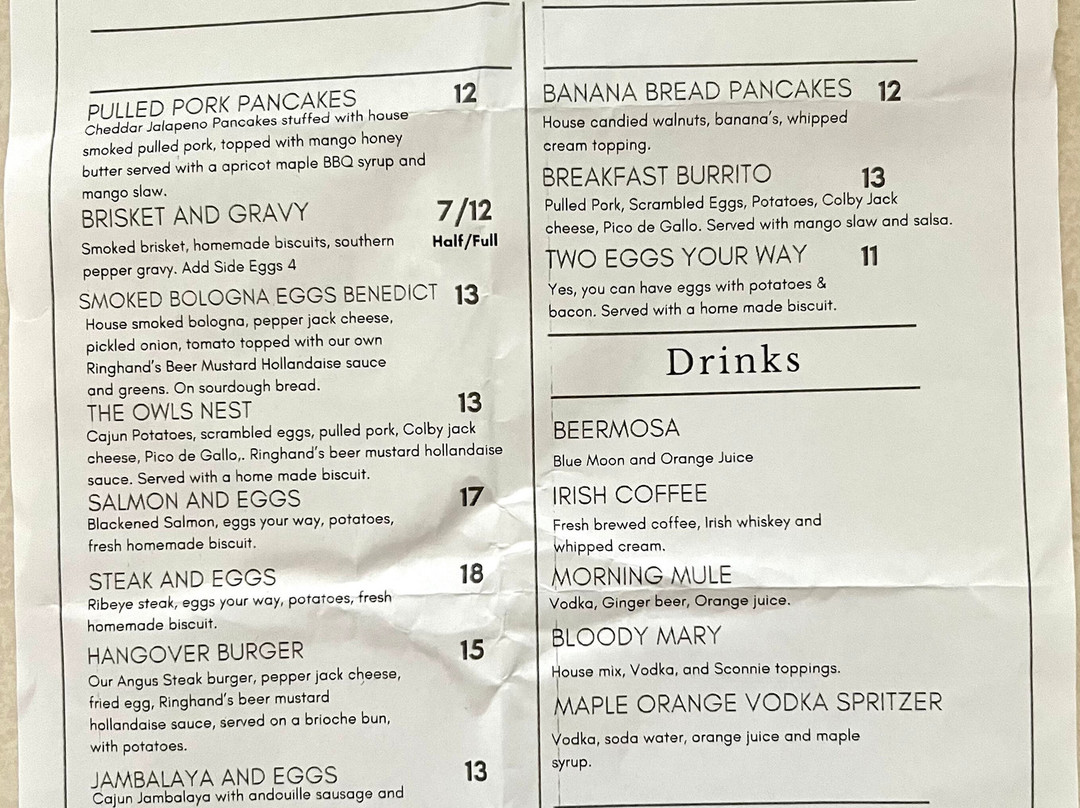 PULLED PORK PANCAKES 12
Cheddar Jalapeno Pancakes stuffed with house
smoked pulled pork, topped with mango honey
butter served with a apricot maple BBQ syrup and
mango slaw.
BRISKET AND GRAVY 7/12
Half/Full
Smoked brisket, homemade biscuits, southern
pepper gravy. Add Side Eggs 4
SMOKED BOLOGNA EGGS BENEDICT 13
House smoked bologna, pepper jack cheese,
pickled onion, tomato topped with our own
Ringhand's Beer Mustard Hollandaise sauce
and greens. On sourdough bread.
THE OWLS NEST 13
Cajun Potatoes, scrambled eggs, pulled pork, Colby jack
cheese, Pico de Gallo,. Ringhand's beer mustard hollandaise
sauce. Served with a home made biscuit.
SALMON AND EGGS 17
Blackened Salmon, eggs your way, potatoes,
fresh homemade biscuit.
STEAK AND EGGS 18
Ribeye steak, eggs your way, potatoes, fresh
homemade biscuit.
HANGOVER BURGER 15
Our Angus Steak burger, pepper jack cheese,
fried egg, Ringhand's beer mustard
hollandaise sauce, served on a brioche bun,
with potatoes.
JAMBALAYA AND EGGS 13
Cajun Jambalaya with andouille sausage and
BANANA BREAD PANCAKES 12
House candied walnuts, banana's, whipped
cream topping.
BREAKFAST BURRITO 13
Pulled Pork, Scrambled Eggs, Potatoes, Colby Jack
cheese, Pico de Gallo. Served with mango slaw and salsa.
TWO EGGS YOUR WAY 11
Yes, you can have eggs with potatoes &
bacon. Served with a home made biscuit.
Drinks
BEERMOSA
Blue Moon and Orange Juice
IRISH COFFEE
Fresh brewed coffee, Irish whiskey and
whipped cream.
MORNING MULE
Vodka, Ginger beer, Orange juice.
BLOODY MARY
House mix, Vodka, and Sconnie toppings.
MAPLE ORANGE VODKA SPRITZER
Vodka, soda water, orange juice and maple
syrup.